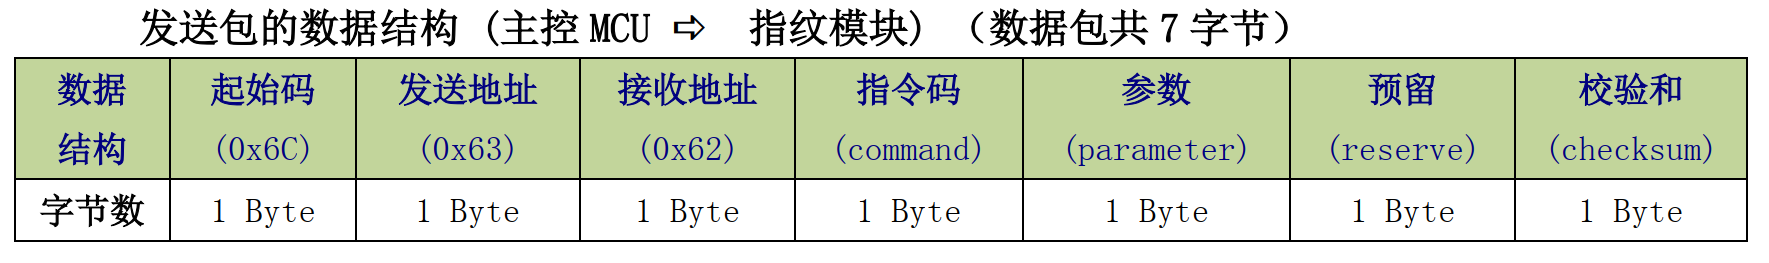 发送包的数据结构 (主控 MCU ➪ 指纹模块) (数据包共 7 字节)
数据 起始码 发送地址 接收地址 指令码 参数 预留 校验和
结构 (0x6C) (0x63) (0x62) (command) (parameter) (reserve) (checksum)
字节数 1 Byte 1 Byte 1 Byte 1 Byte 1 Byte 1 Byte 1 Byte